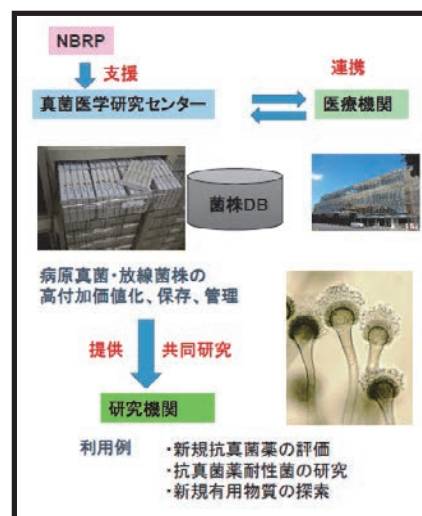 NBRP
支援
連携
真菌医学研究センター
医療機関
菌株DB
病原真菌・放線菌株の
高付加価値化、保存、管理
提供
共同研究
研究機関
利用例
・新規抗真菌薬の評価
・抗真菌薬耐性菌の研究
・新規有用物質の探索